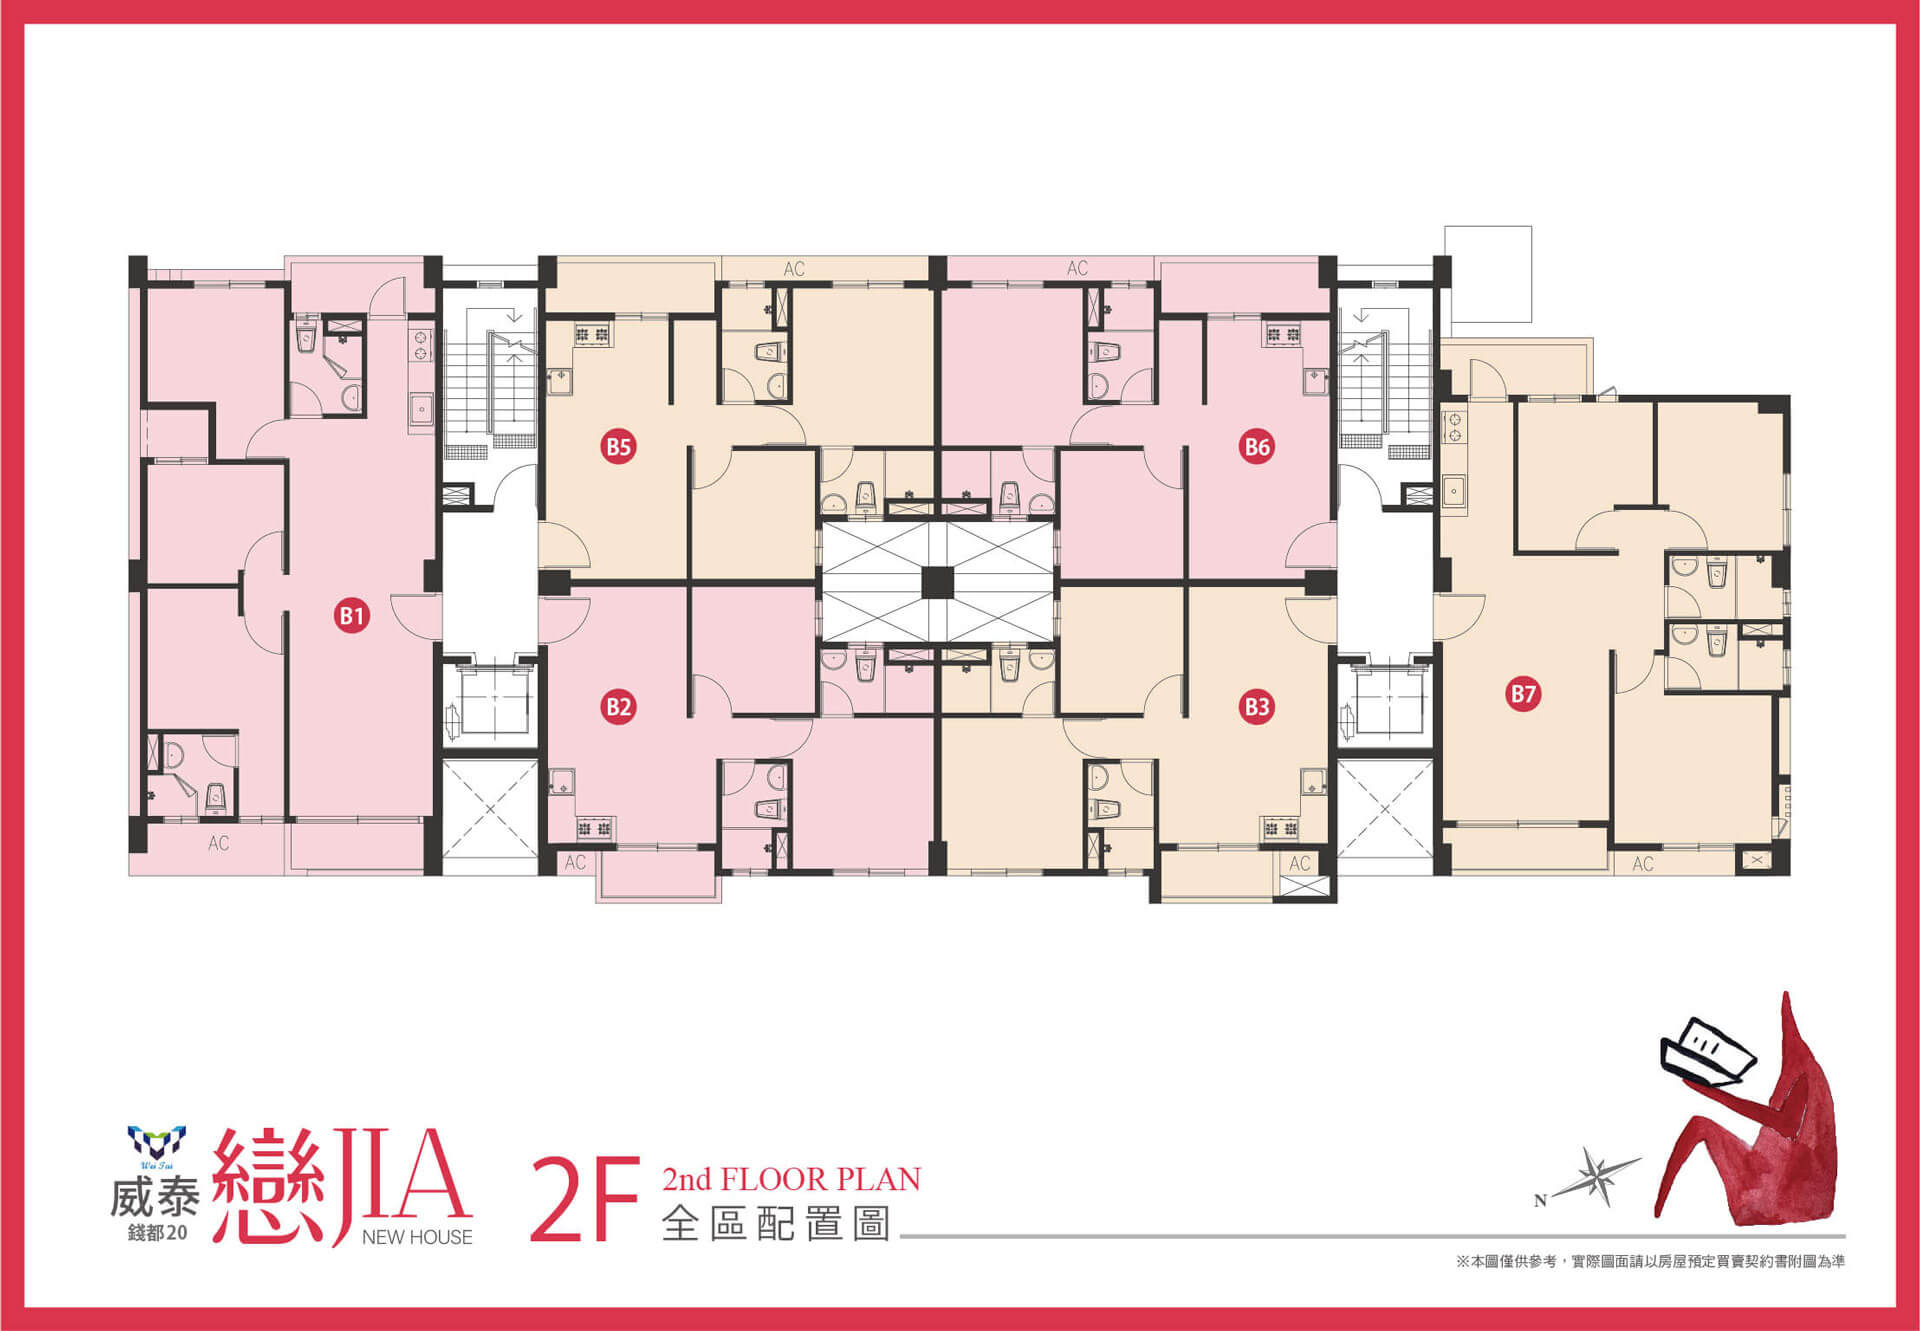 AC
AC
B5
B6
B1
B2
B3
B7
AC
AC
AC
AC
Wei Tai
威泰
錢都20
戀JIA
NEW HOUSE
2F
2nd FLOOR PLAN
全區配置圖
N
※本圖僅供參考，實際圖面請以房屋預定買賣契約書附圖為準